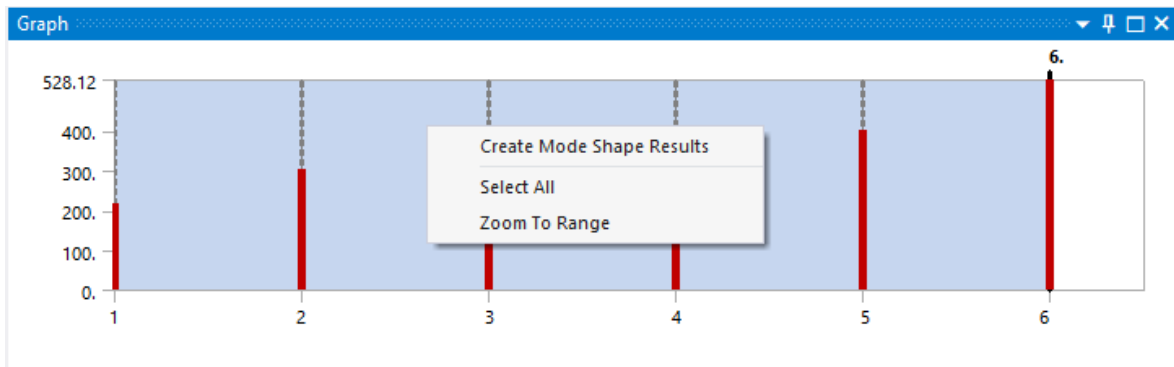 Graph
6.
528.12
400.
300.
200.
100.
0.
Create Mode Shape Results
Select All
Zoom To Range
1 2 3 4 5 6